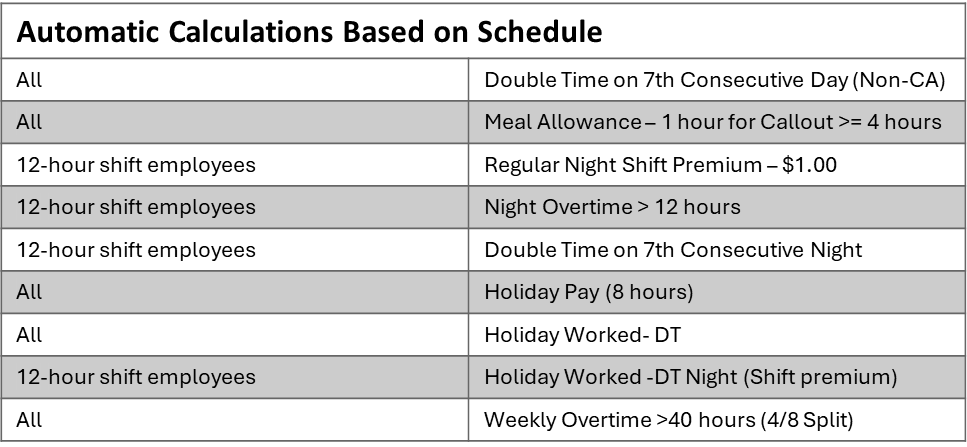 Automatic Calculations Based on Schedule
All Double Time on 7th Consecutive Day (Non-CA)
All Meal Allowance – 1 hour for Callout >= 4 hours
12-hour shift employees Regular Night Shift Premium – $1.00
12-hour shift employees Night Overtime > 12 hours
12-hour shift employees Double Time on 7th Consecutive Night
All Holiday Pay (8 hours)
All Holiday Worked- DT
12-hour shift employees Holiday Worked -DT Night (Shift premium)
All Weekly Overtime >40 hours (4/8 Split)